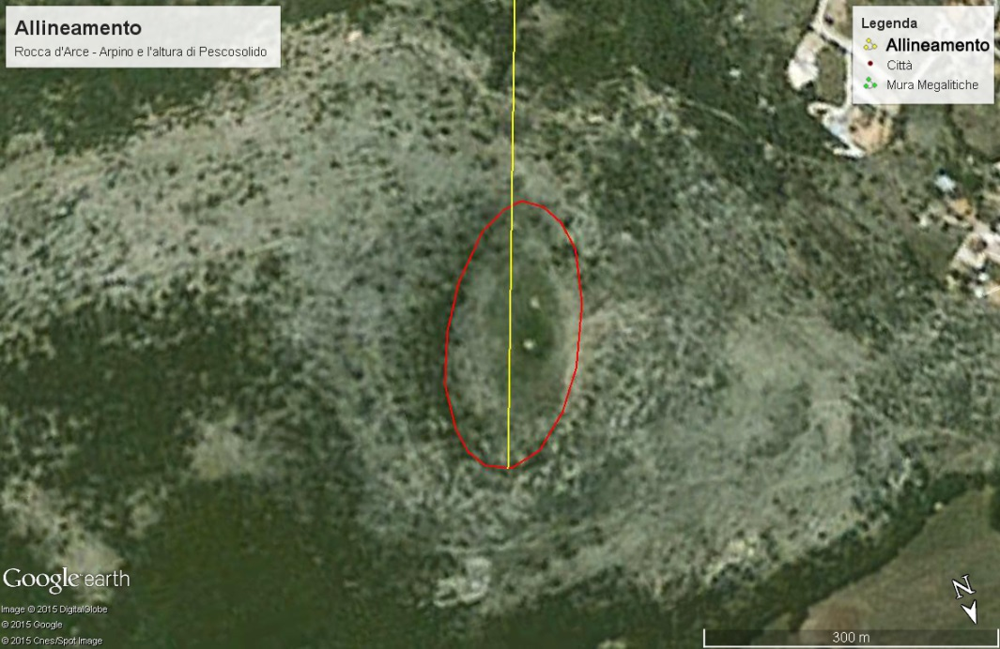 Allineamento
Rocca d'Arce - Arpino e l'altura di Pescosolido
Legenda
Allineamento
Città
Mura Megalitiche
Google earth
Image © 2015 DigitalGlobe
© 2015 Google
© 2015 Cnes/Spot Image
N
300 m